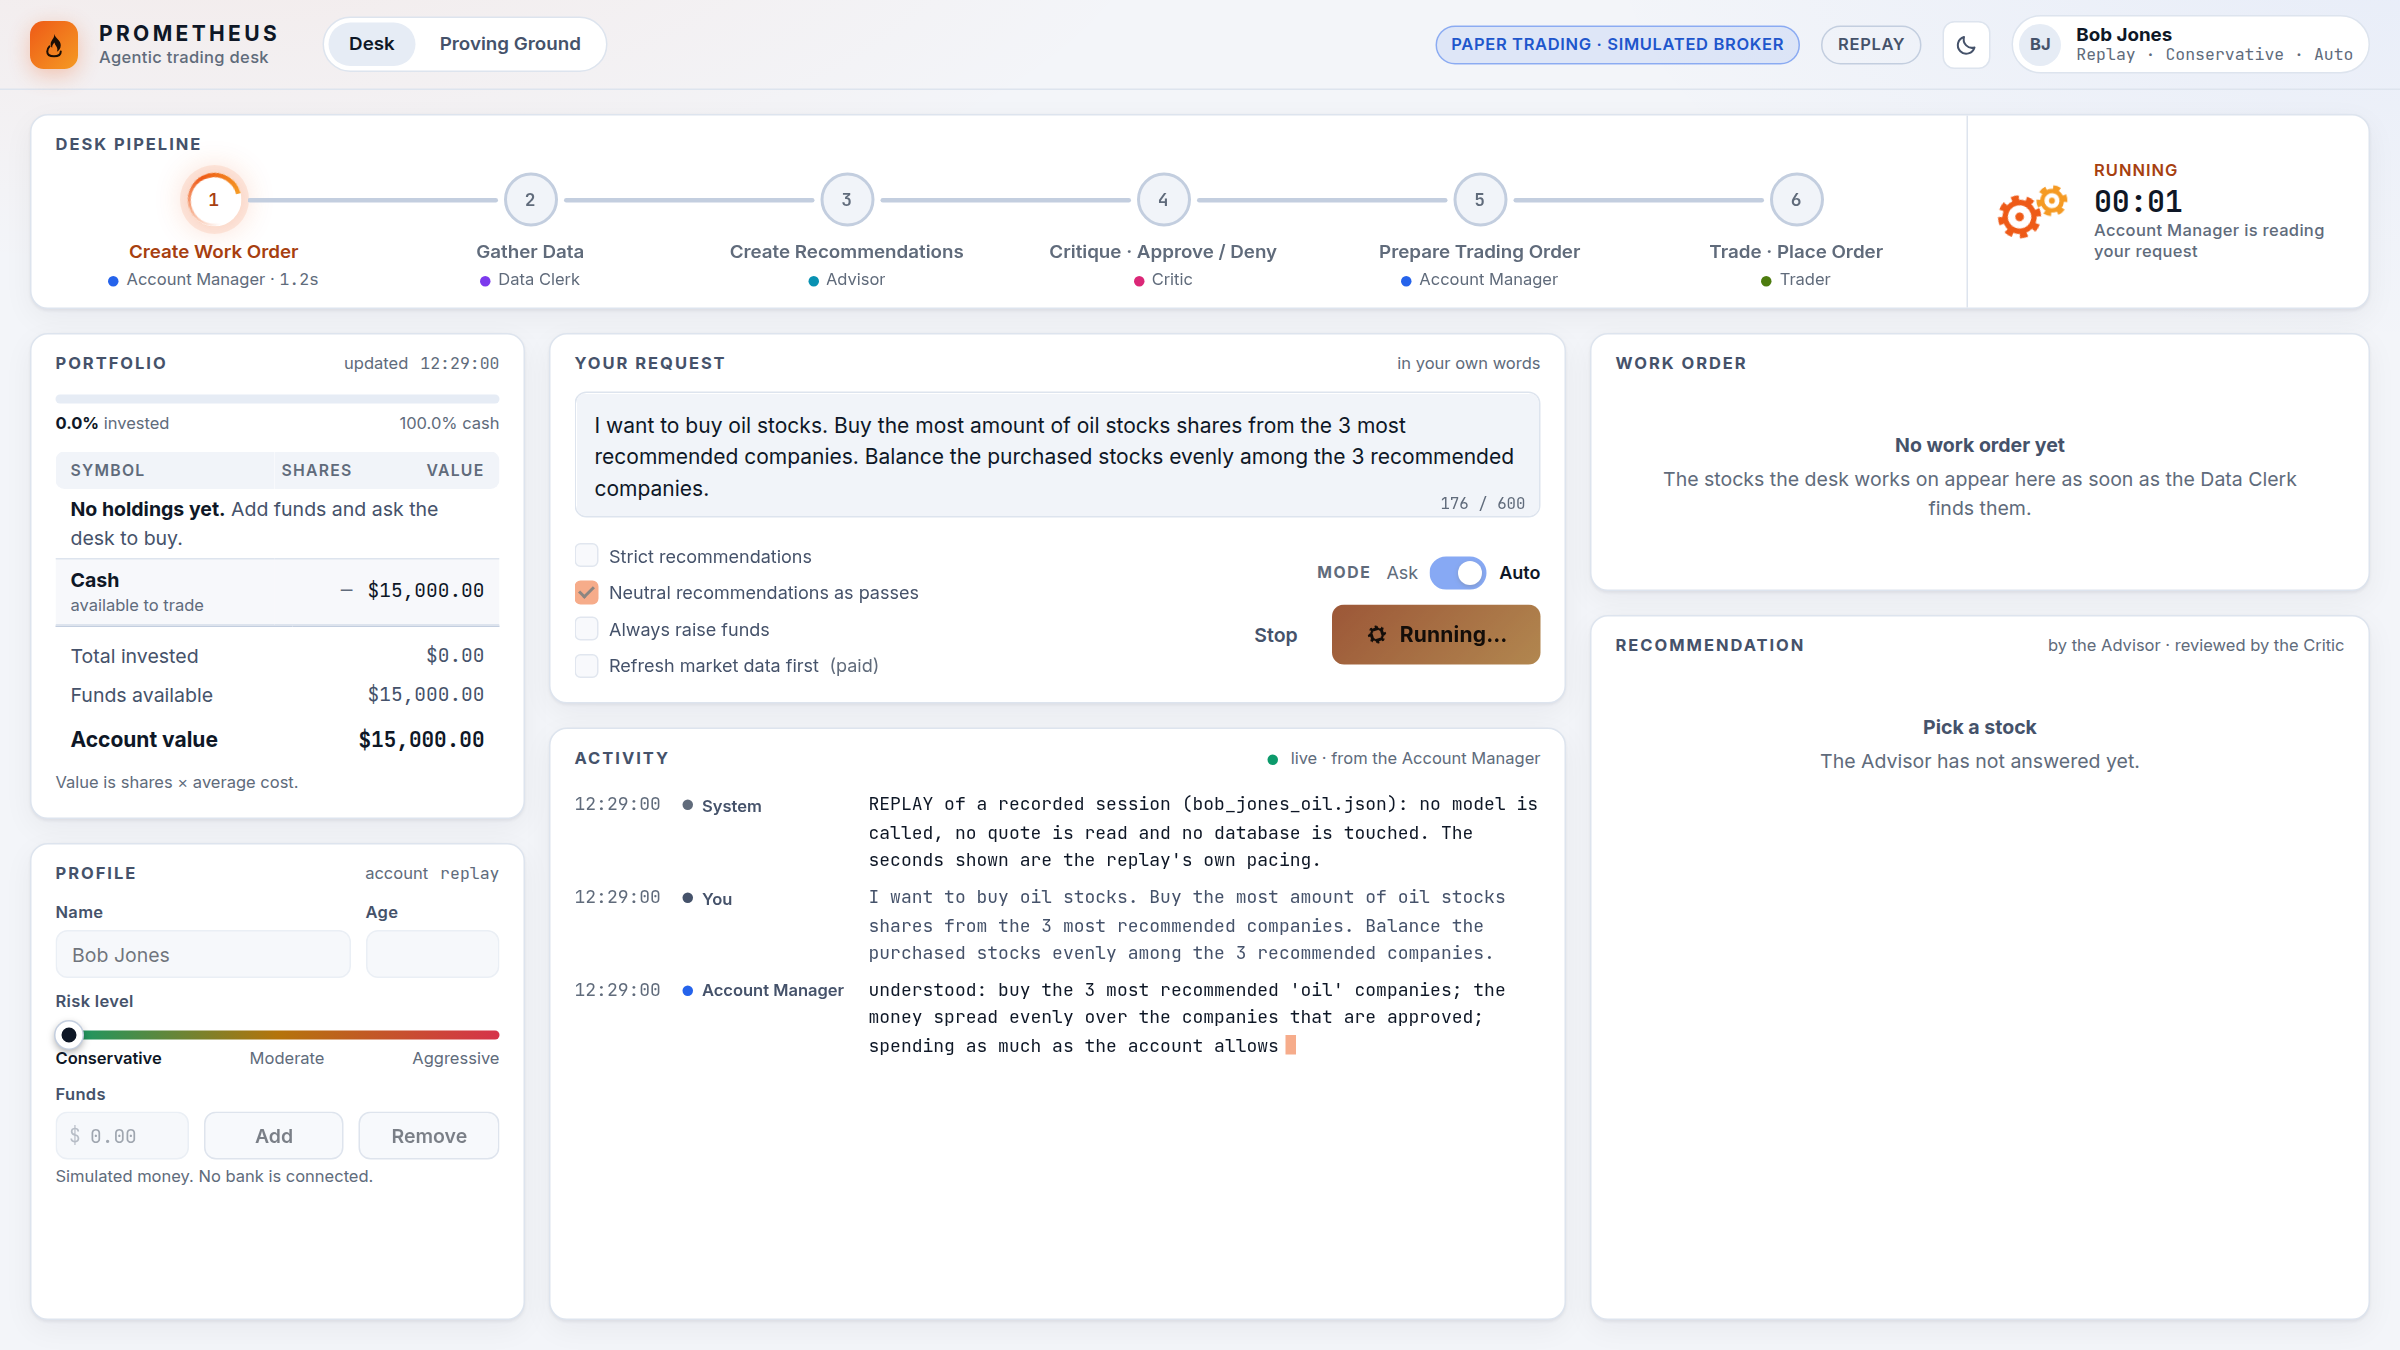 PROMETHEUS
Agentic trading desk
Desk
Proving Ground
PAPER TRADING · SIMULATED BROKER
REPLAY
BJ
Bob Jones
Replay · Conservative · Auto
DESK PIPELINE
1
2
3
4
5
6
Create Work Order
Gather Data
Create Recommendations
Critique · Approve / Deny
Prepare Trading Order
Trade · Place Order
Account Manager · 1.2s
Data Clerk
Advisor
Critic
Account Manager
Trader
RUNNING
00:01
Account Manager is reading
your request
PORTFOLIO
updated 12:29:00
0.0% invested
100.0% cash
SYMBOL
SHARES
VALUE
No holdings yet. Add funds and ask the
desk to buy.
Cash
available to trade
— $15,000.00
Total invested
$0.00
Funds available
$15,000.00
Account value
$15,000.00
Value is shares × average cost.
PROFILE
account replay
Name
Age
Bob Jones
Risk level
Conservative
Moderate
Aggressive
Funds
$ 0.00
Add
Remove
Simulated money. No bank is connected.
YOUR REQUEST
in your own words
I want to buy oil stocks. Buy the most amount of oil stocks shares from the 3 most
recommended companies. Balance the purchased stocks evenly among the 3 recommended
companies.
176 / 600
Strict recommendations
Neutral recommendations as passes
Always raise funds
Refresh market data first (paid)
MODE
Ask
Auto
Stop
Running...
ACTIVITY
live · from the Account Manager
12:29:00
System
REPLAY of a recorded session (bob_jones_oil.json): no model is
called, no quote is read and no database is touched. The
seconds shown are the replay's own pacing.
12:29:00
You
I want to buy oil stocks. Buy the most amount of oil stocks
shares from the 3 most recommended companies. Balance the
purchased stocks evenly among the 3 recommended companies.
12:29:00
Account Manager
understood: buy the 3 most recommended 'oil' companies; the
money spread evenly over the companies that are approved;
spending as much as the account allows
WORK ORDER
No work order yet
The stocks the desk works on appear here as soon as the Data Clerk
finds them.
RECOMMENDATION
by the Advisor · reviewed by the Critic
Pick a stock
The Advisor has not answered yet.